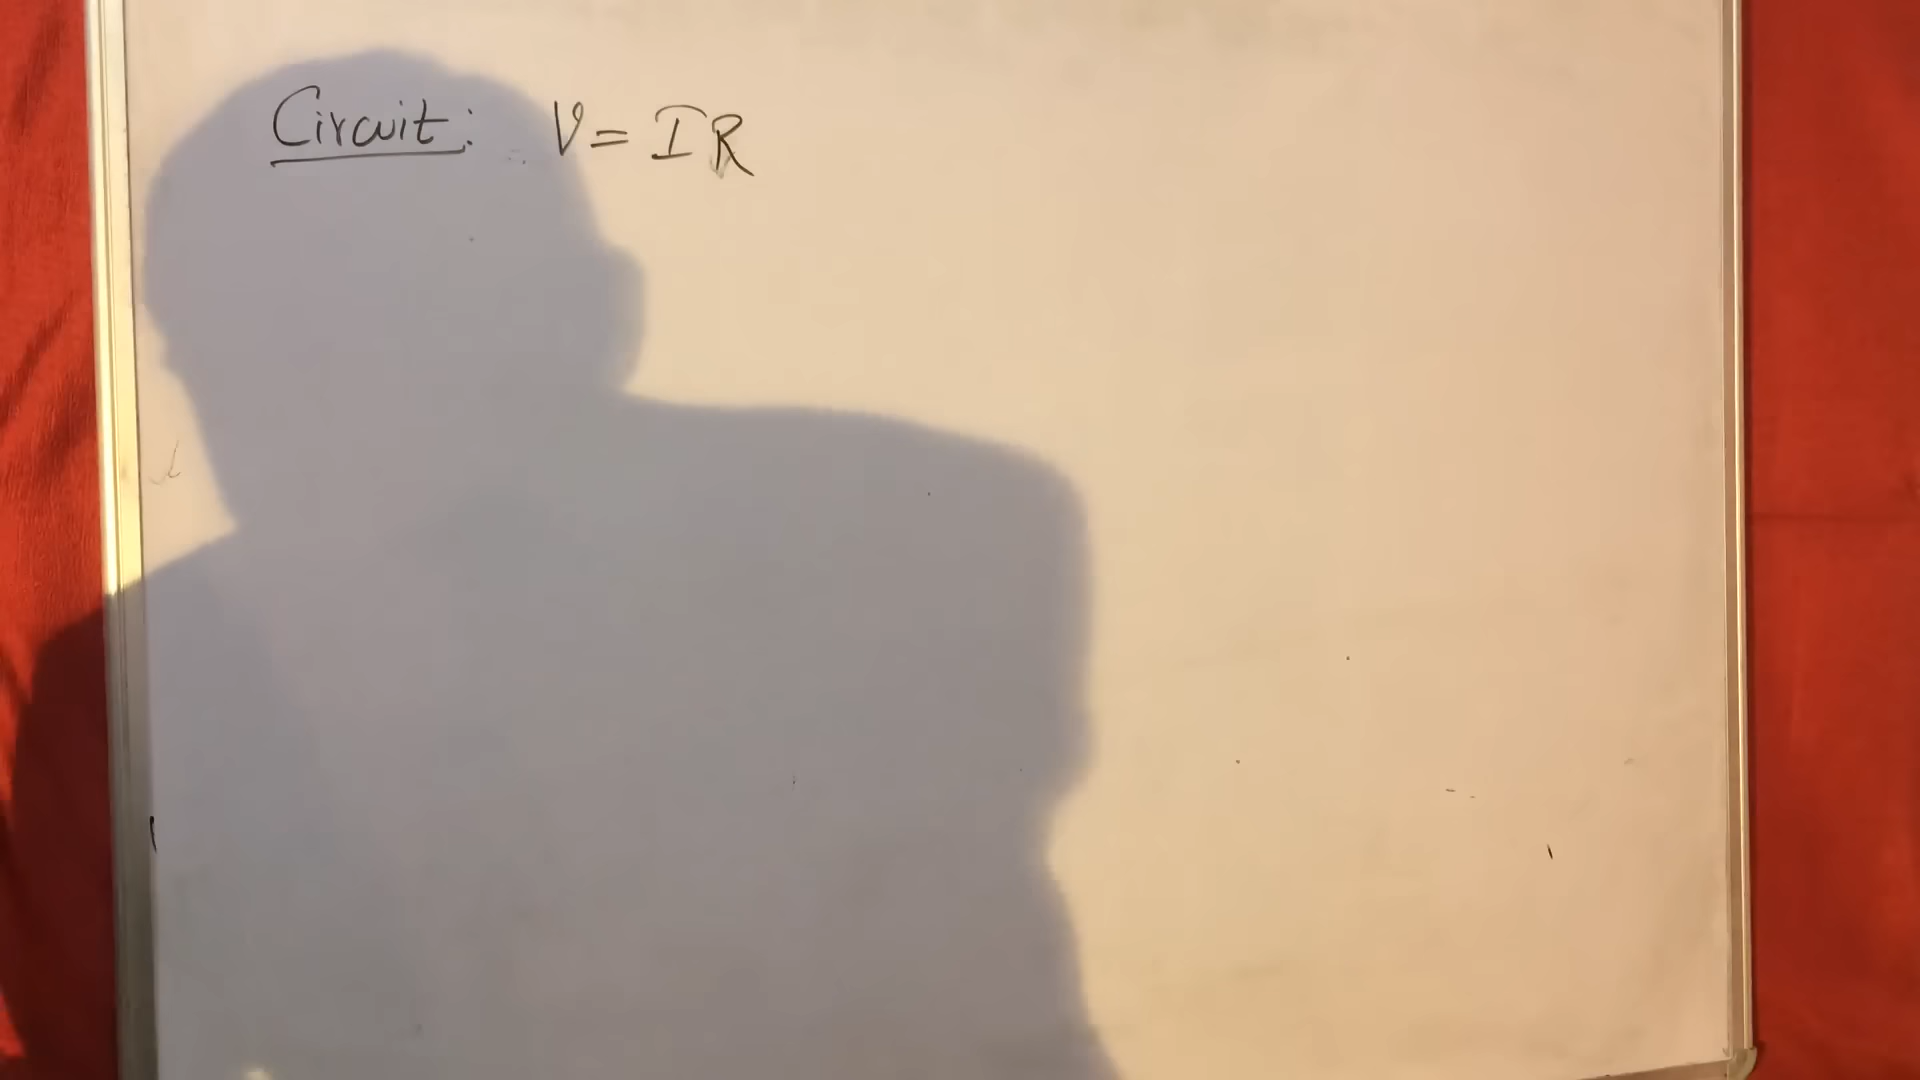 Circuit: V = IR